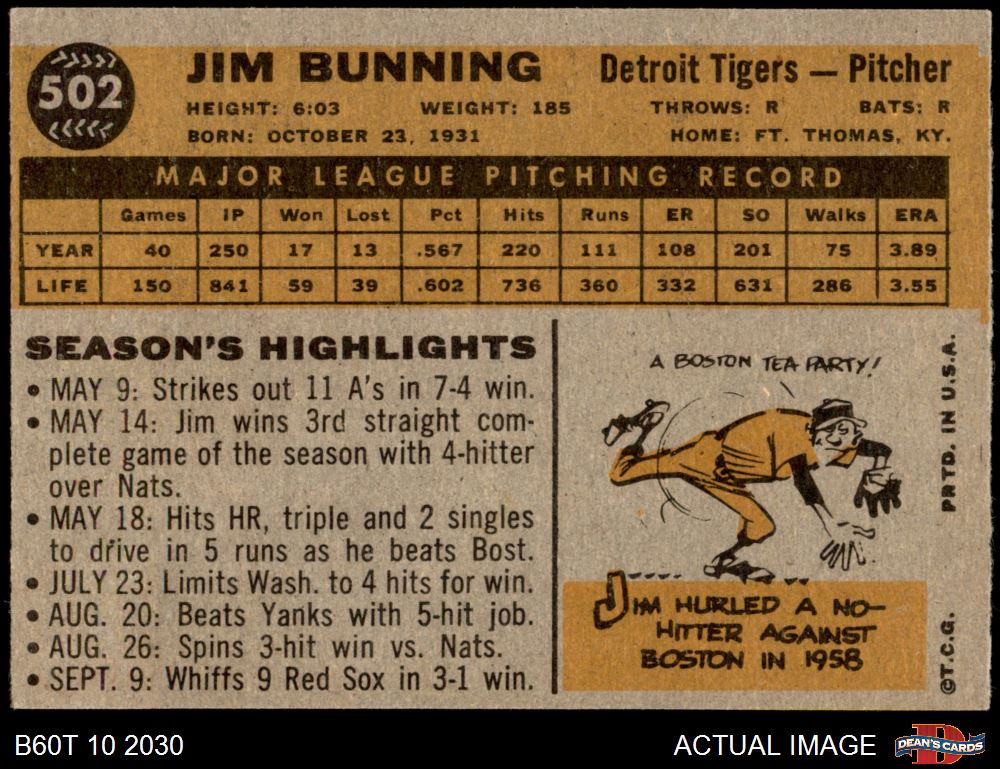 502
JIM BUNNING
Detroit Tigers — Pitcher
HEIGHT: 6:03 WEIGHT: 185 THROWS: R BATS: R
BORN: OCTOBER 23, 1931 HOME: FT. THOMAS, KY.
MAJOR LEAGUE PITCHING RECORD
Games IP Won Lost Pct Hits Runs ER SO Walks ERA
YEAR 40 250 17 13 .567 220 111 108 201 75 3.89
LIFE 150 841 59 39 .602 736 360 332 631 286 3.55
SEASON'S HIGHLIGHTS
• MAY 9: Strikes out 11 A's in 7-4 win.
• MAY 14: Jim wins 3rd straight com-
plete game of the season with 4-hitter
over Nats.
• MAY 18: Hits HR, triple and 2 singles
to drive in 5 runs as he beats Bost.
• JULY 23: Limits Wash. to 4 hits for win.
• AUG. 20: Beats Yanks with 5-hit job.
• AUG. 26: Spins 3-hit win vs. Nats.
• SEPT. 9: Whiffs 9 Red Sox in 3-1 win.
A BOSTON TEA PARTY!
JIM HURLED A NO-
HITTER AGAINST
BOSTON IN 1958
©T.C.G. PRTD. IN U.S.A.
B60T 10 2030
ACTUAL IMAGE
D
DEAN'S CARDS